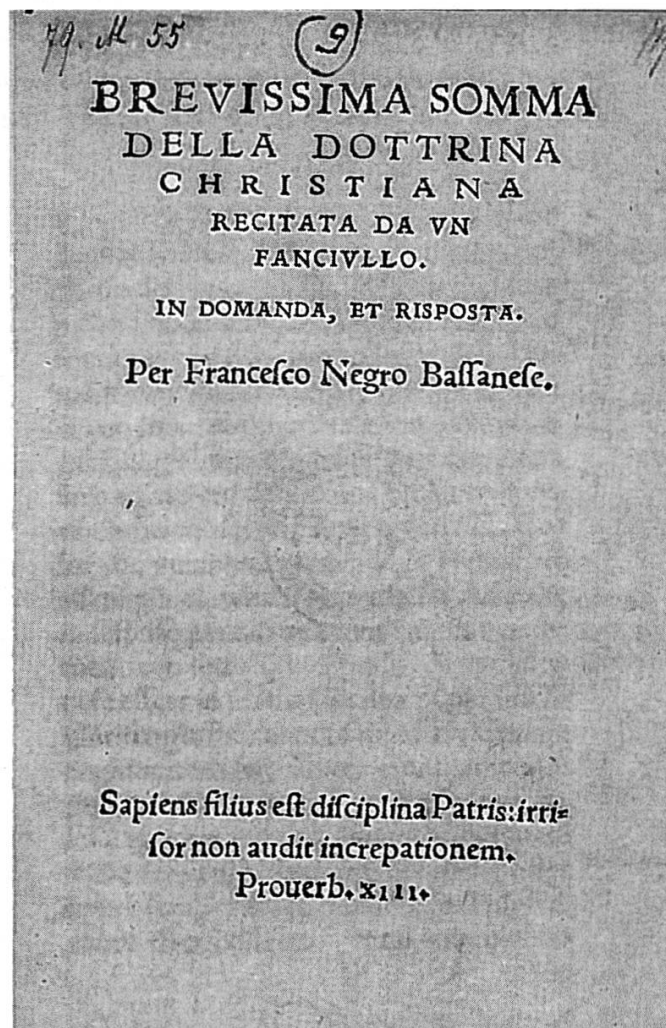 79. M 55
9
BREVISSIMA SOMMA
DELLA DOTTRINA
CHRISTIANA
RECITATA DA VN
FANCIVLLO.
IN DOMANDA, ET RISPOSTA.
Per Franceſco Negro Baſſaneſe.
Sapiens filius eſt diſciplina Patris: irri=
ſor non audit increpationem.
Prouerb. XIII.